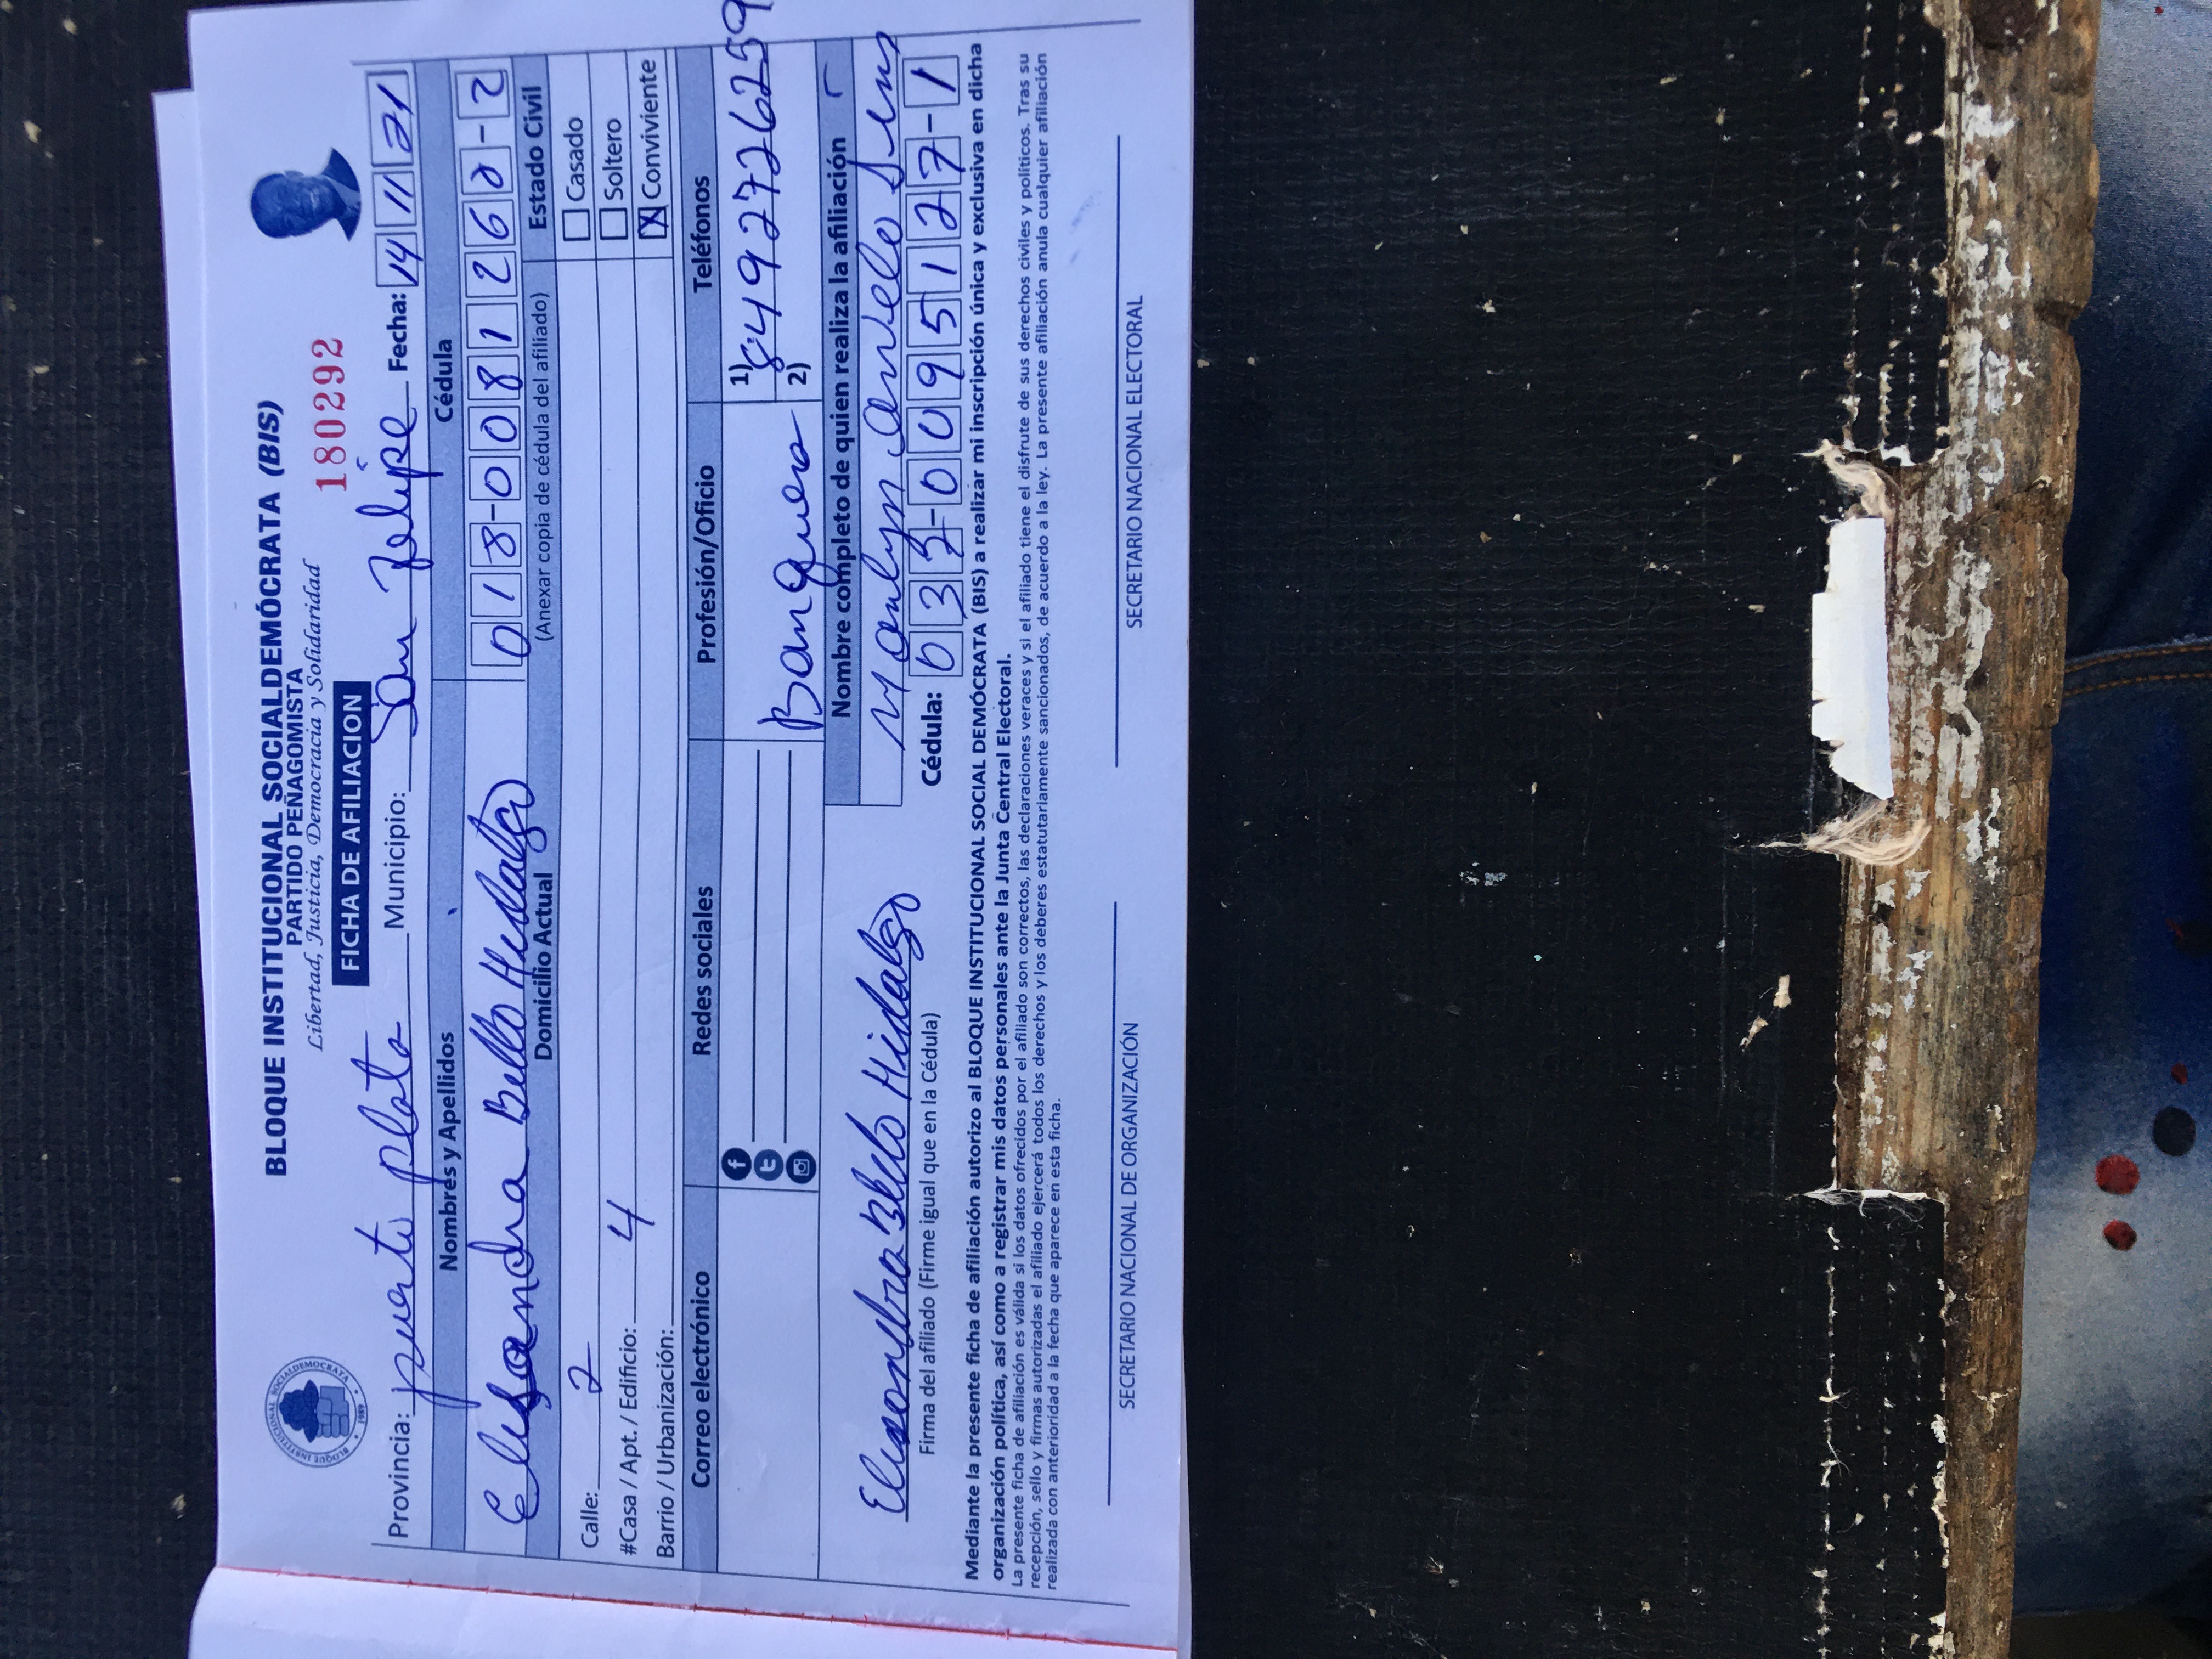 BLOQUE INSTITUCIONAL SOCIALDEMÓCRATA (BIS)
PARTIDO PEÑAGOMISTA
Libertad, Justicia, Democracia y Solidaridad
180292
FICHA DE AFILIACION
Provincia: puerto plata Municipio: San Felipe Fecha: 14 11 21
Nombres y Apellidos Cédula
Elisandra Bello Hidalgo 018-0081262-2
Domicilio Actual (Anexar copia de cédula del afiliado) Estado Civil
Calle: 2 Casado
#Casa / Apt. / Edificio: 4 Soltero
Barrio / Urbanización: X Conviviente
Correo electrónico Redes sociales Profesión/Oficio Teléfonos
Banquera 1) 8492726259
2)
Nombre completo de quien realiza la afiliación
Elisandra Bello Hidalgo
Firma del afiliado (Firme igual que en la Cédula) Cédula: 037-0095127-1
Mediante la presente ficha de afiliación autorizo al BLOQUE INSTITUCIONAL SOCIAL DEMÓCRATA (BIS) a realizar mi inscripción única y exclusiva en dicha
organización política, así como a registrar mis datos personales ante la Junta Central Electoral.
La presente ficha de afiliación es válida si los datos ofrecidos por el afiliado son correctos, las declaraciones veraces y si el afiliado tiene el disfrute de sus derechos civiles y políticos. Tras su
recepción, sello y firmas autorizadas el afiliado ejercerá todos los derechos y los deberes estatutariamente sancionados, de acuerdo a la ley. La presente afiliación anula cualquier afiliación
realizada con anterioridad a la fecha que aparece en esta ficha.
SECRETARIO NACIONAL DE ORGANIZACIÓN SECRETARIO NACIONAL ELECTORAL